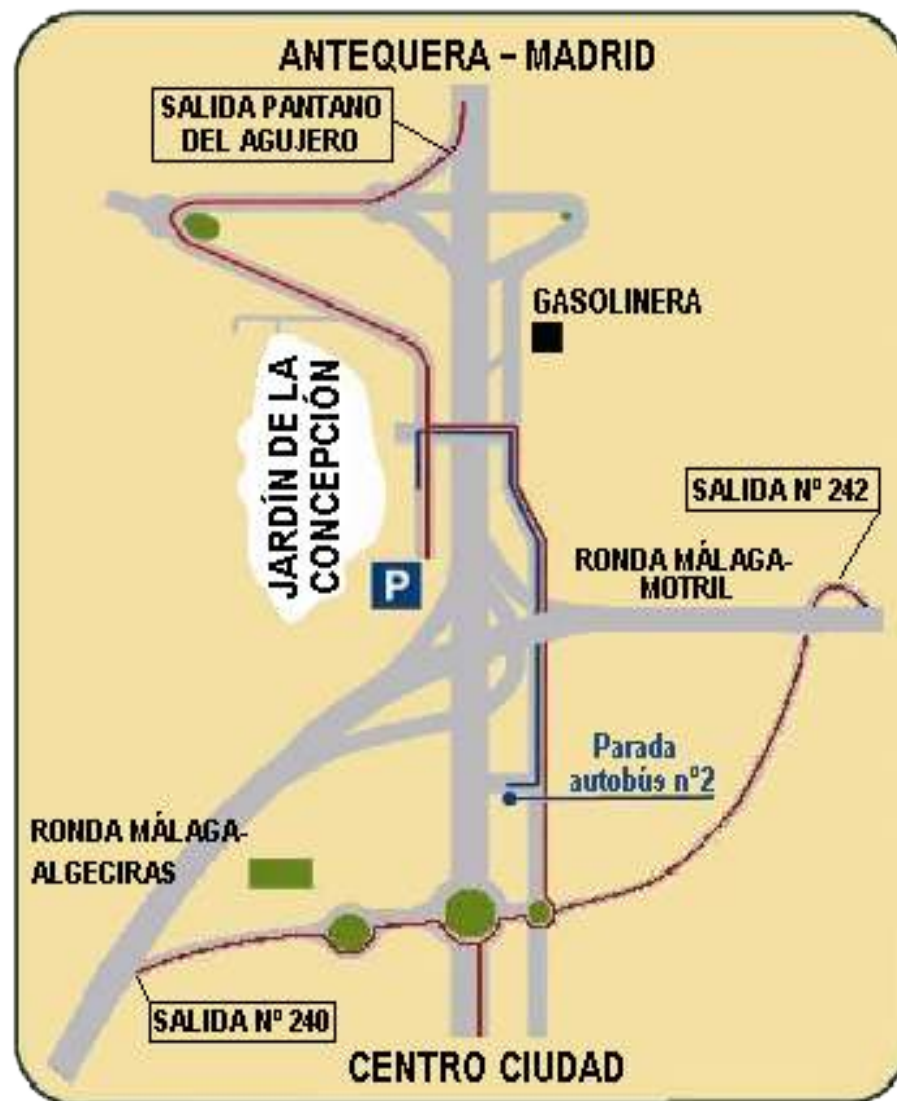 ANTEQUERA – MADRID
SALIDA PANTANO
DEL AGUJERO
GASOLINERA
JARDÍN DE LA
CONCEPCIÓN
SALIDA Nº 242
P
RONDA MÁLAGA-
MOTRIL
Parada
autobús nº2
RONDA MÁLAGA-
ALGECIRAS
SALIDA Nº 240
CENTRO CIUDAD